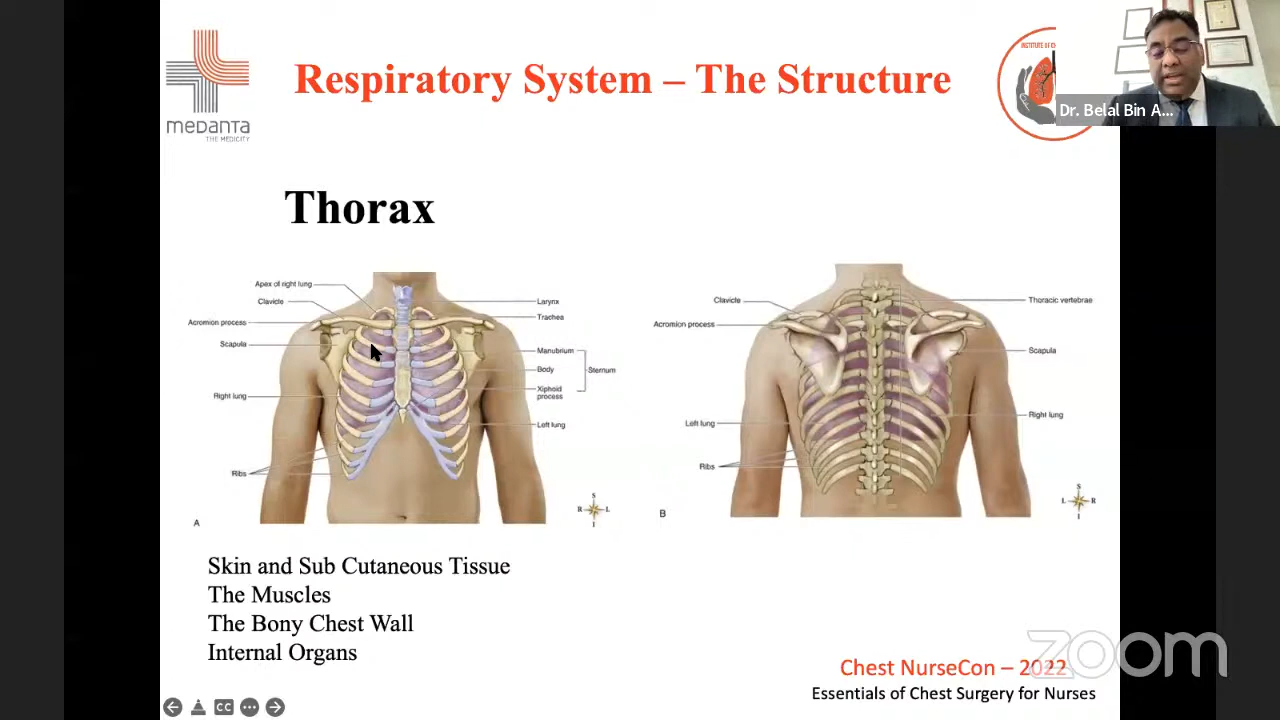 medanta
THE MEDICITY
Respiratory System – The Structure
INSTITUTE OF
Dr. Belal Bin A...
Thorax
Apex of right lung
Clavicle
Acromion process
Scapula
Right lung
Ribs
Larynx
Trachea
Manubrium
Body
Sternum
Xiphoid
process
Left lung
S
R
L
I
A
Clavicle
Acromion process
Left lung
Ribs
Thoracic vertebrae
Scapula
Right lung
S
L
R
I
B
Skin and Sub Cutaneous Tissue
The Muscles
The Bony Chest Wall
Internal Organs
Chest NurseCon – 2022
Essentials of Chest Surgery for Nurses
zoom
CC